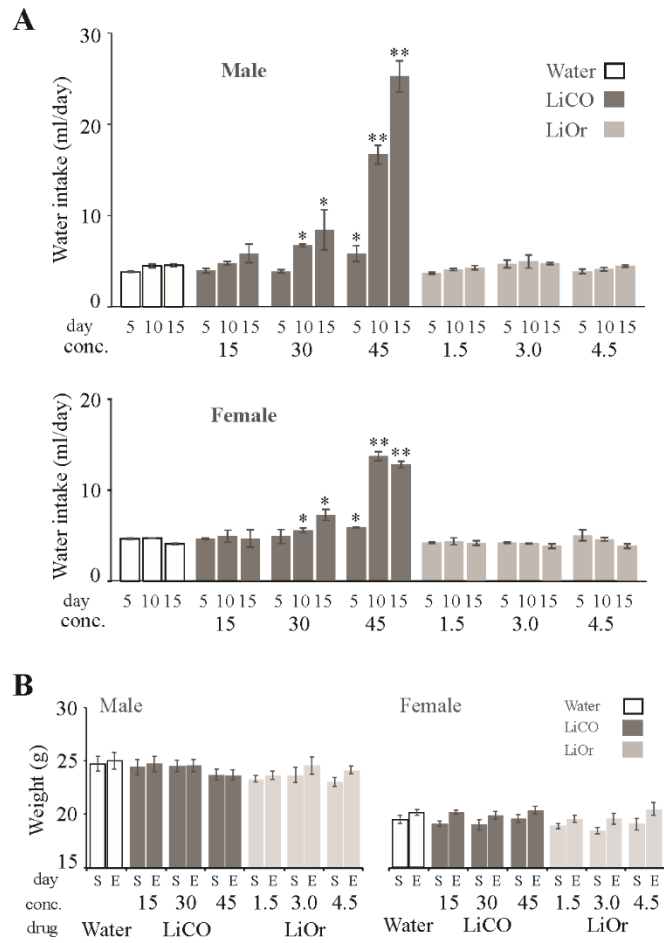 A
Water intake (ml/day)
30
20
10
0
Male
Water
LiCO
LiOr
* * * ** **
day 5 10 15 5 10 15 5 10 15 5 10 15 5 10 15 5 10 15 5 10 15
conc. 15 30 45 1.5 3.0 4.5
Water intake (ml/day)
20
10
0
Female
* * * ** **
day 5 10 15 5 10 15 5 10 15 5 10 15 5 10 15 5 10 15 5 10 15
conc. 15 30 45 1.5 3.0 4.5
B
Weight (g)
30
25
20
15
Male
Female
Water
LiCO
LiOr
day S E S E S E S E S E S E S E S E S E S E S E S E S E S E
conc. 15 30 45 1.5 3.0 4.5 15 30 45 1.5 3.0 4.5
drug Water LiCO LiOr Water LiCO LiOr